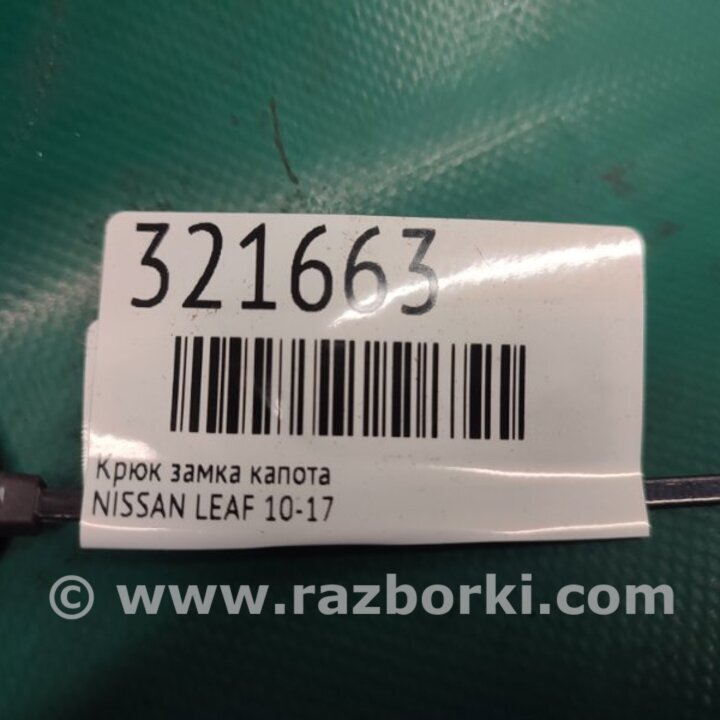 321663
Крюк замка капота
NISSAN LEAF 10-17
© www.razborki.com